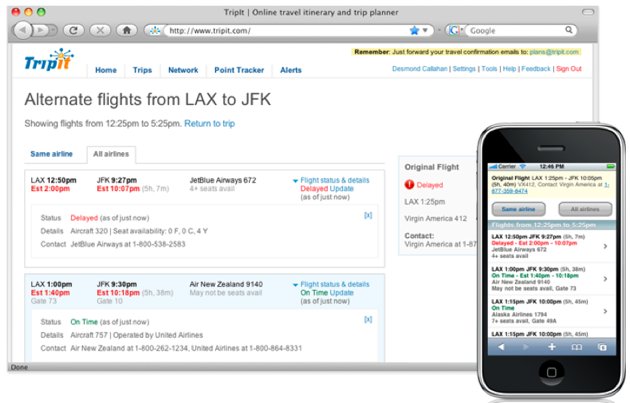 TripIt | Online travel itinerary and trip planner
http://www.tripit.com/
Google
Remember: Just forward your travel confirmation emails to: plans@tripit.com
Tripit
Home Trips Network Point Tracker Alerts
Desmond Callahan | Settings | Tools | Help | Feedback | Sign Out
Alternate flights from LAX to JFK
Showing flights from 12:25pm to 5:25pm. Return to trip
Same airline All airlines
LAX 12:50pm JFK 9:27pm JetBlue Airways 672 Flight status & details
Est 2:00pm Est 10:07pm (5h, 7m) 4+ seats avail Delayed Update
(as of just now)
Status Delayed (as of just now) [x]
Details Aircraft 320 | Seat availability: 0 F, 0 C, 4 Y
Contact JetBlue Airways at 1-800-538-2583
LAX 1:00pm JFK 9:30pm Air New Zealand 9140 Flight status & details
Est 1:40pm Est 10:18pm (5h, 38m) May not be seats avail On Time Update
Gate 73 Gate 10 (as of just now)
Status On Time (as of just now) [x]
Details Aircraft 757 | Operated by United Airlines
Contact Air New Zealand at 1-800-262-1234, United Airlines at 1-800-864-8331
Done
Original Flight
Delayed
LAX 1:25pm
Virgin America 412
Contact:
Virgin America at 1-87
Carrier 12:46 PM
Original Flight LAX 1:25pm - JFK 10:05pm
(5h, 40m) VX412, Contact Virgin America at 1-
877-359-8474
Same airline All airlines
Flights from 12:25pm to 5:25pm
LAX 12:50pm JFK 9:27pm (5h, 7m)
Delayed - Est 2:00pm - 10:07pm
JetBlue Airways 672
4+ seats avail
LAX 1:00pm JFK 9:30pm (5h, 38m)
On Time - Est 1:40pm - 10:18pm
Air New Zealand 9140
May not be seats avail, Gate 73
LAX 1:15pm JFK 10:00pm (5h, 45m)
On Time
Alaska Airlines 1794
7+ seats avail, Gate 49A
LAX 1:15pm JFK 10:00pm (5h, 45m)